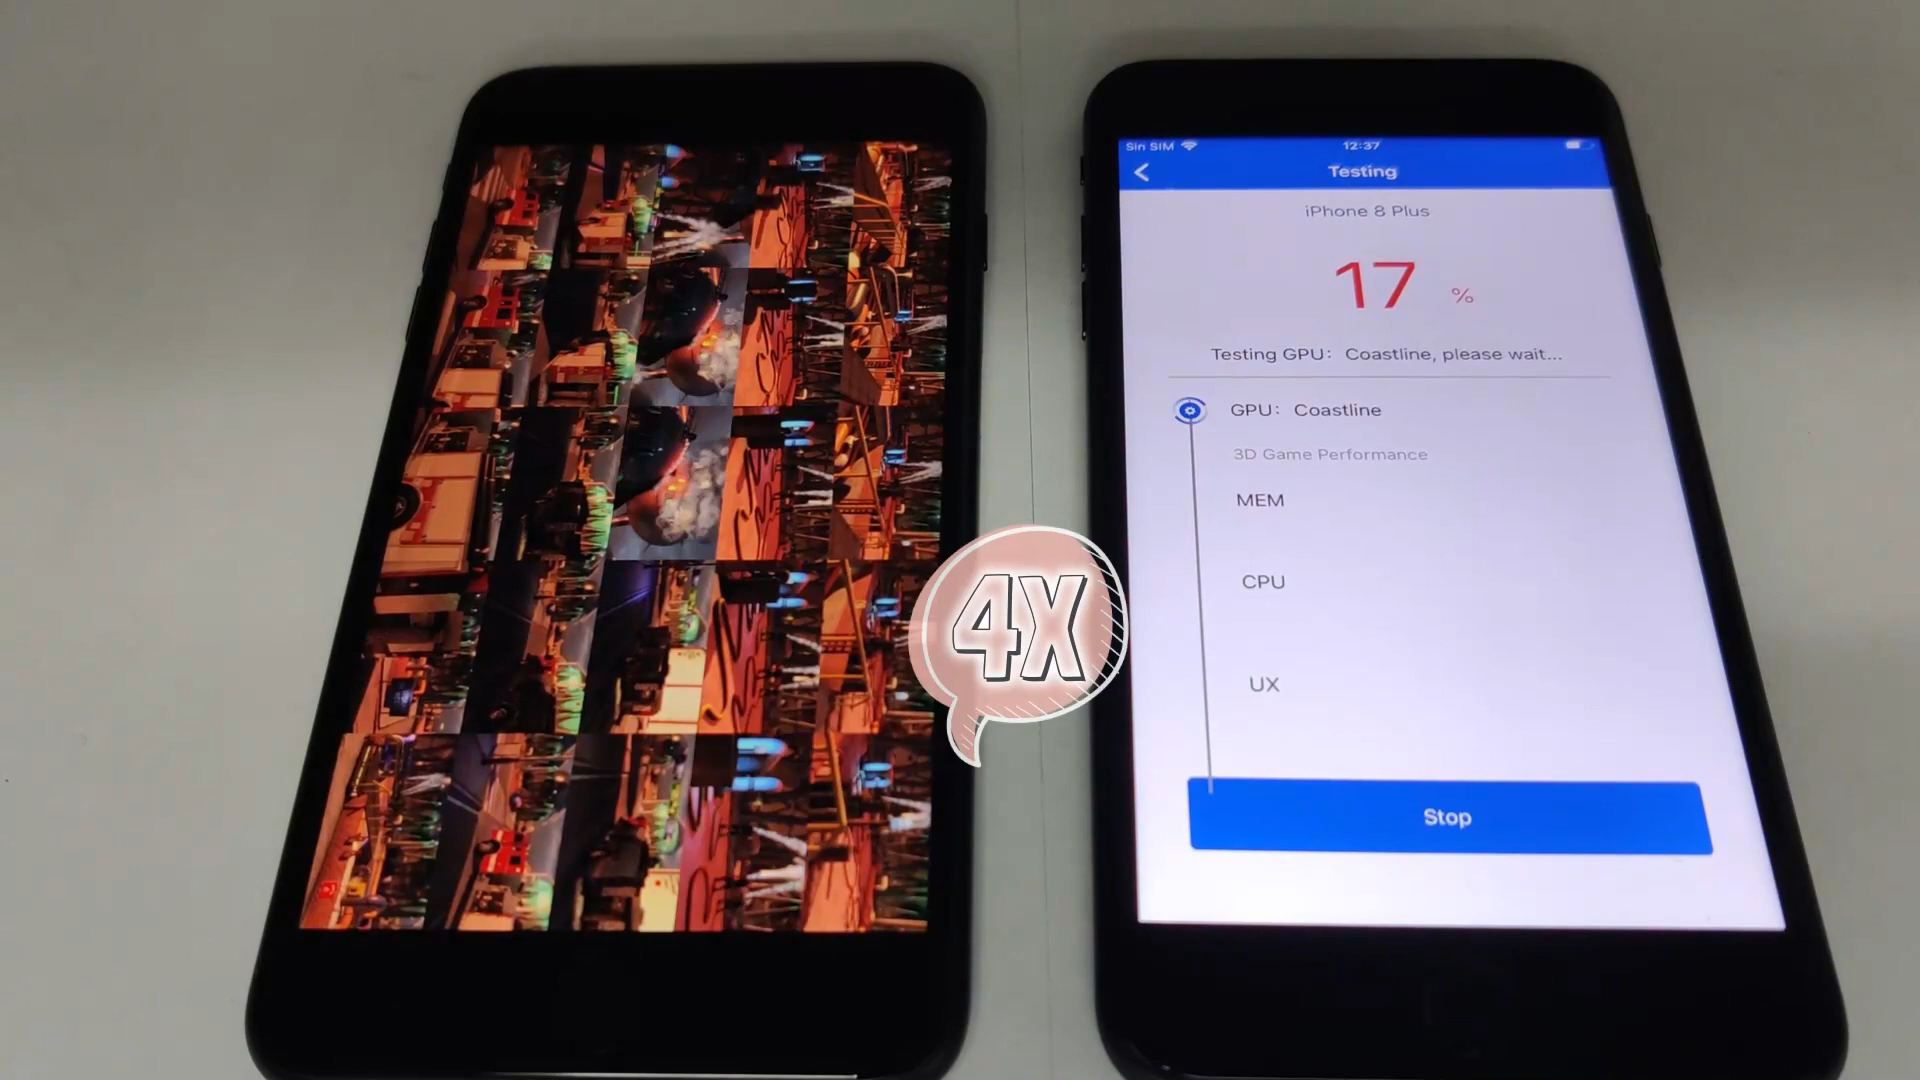 Sin SIM
12:37
Testing
iPhone 8 Plus
17 %
Testing GPU: Coastline, please wait...
GPU: Coastline
3D Game Performance
MEM
CPU
UX
Stop
4X